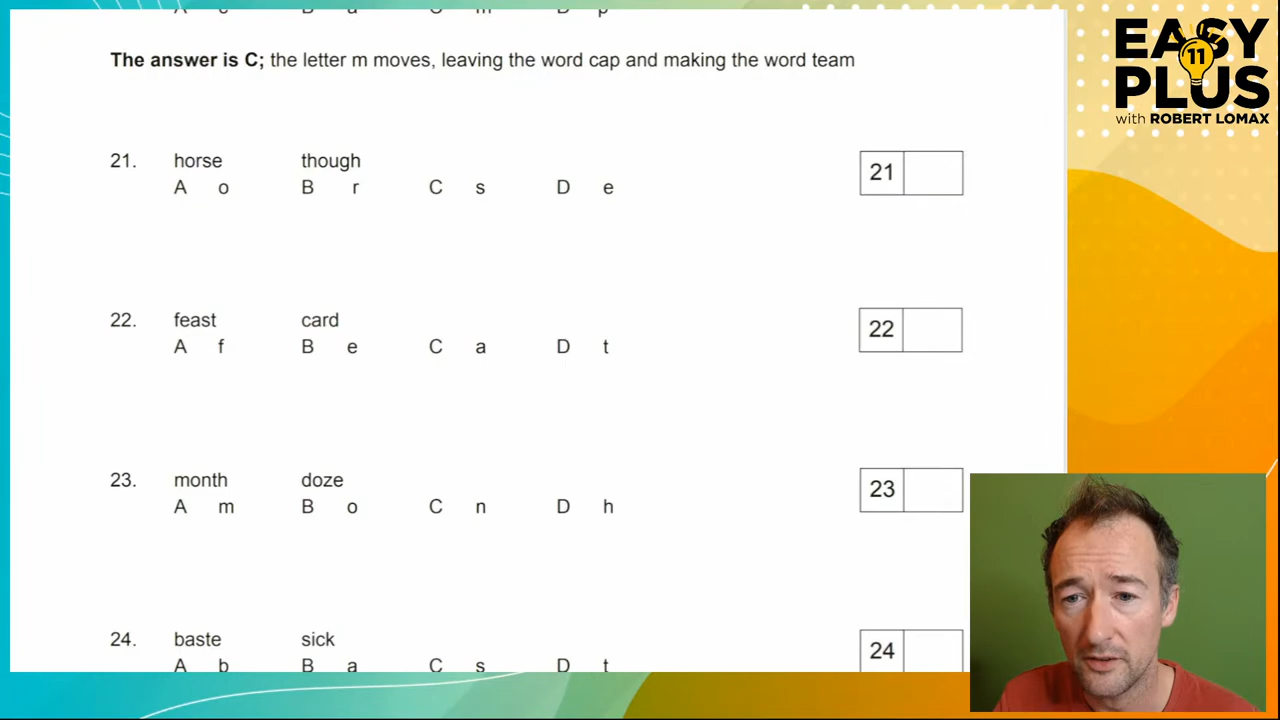 EASY
11
PLUS
with ROBERT LOMAX
The answer is C; the letter m moves, leaving the word cap and making the word team
21. horse though
A o B r C s D e
21
22. feast card
A f B e C a D t
22
23. month doze
A m B o C n D h
23
24. baste sick
A b B a C s D t
24